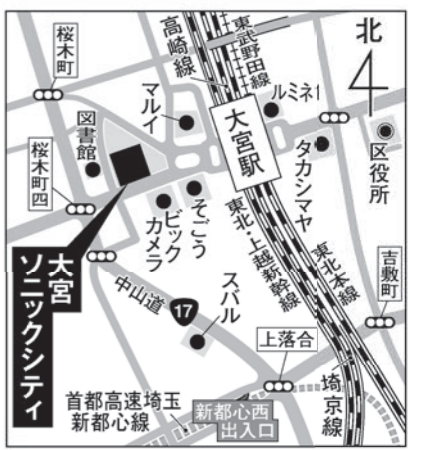 桜木町
高崎線
東武野田線
北
マルイ
ルミネ1
図書館
大宮駅
タカシマヤ
区役所
桜木町四
そごう
ビック
カメラ
東北・上越新幹線
東北本線
吉敷町
大宮
ソニックシティ
中山道
17
スバル
上落合
埼京線
首都高速埼玉
新都心線
新都心西
出入口